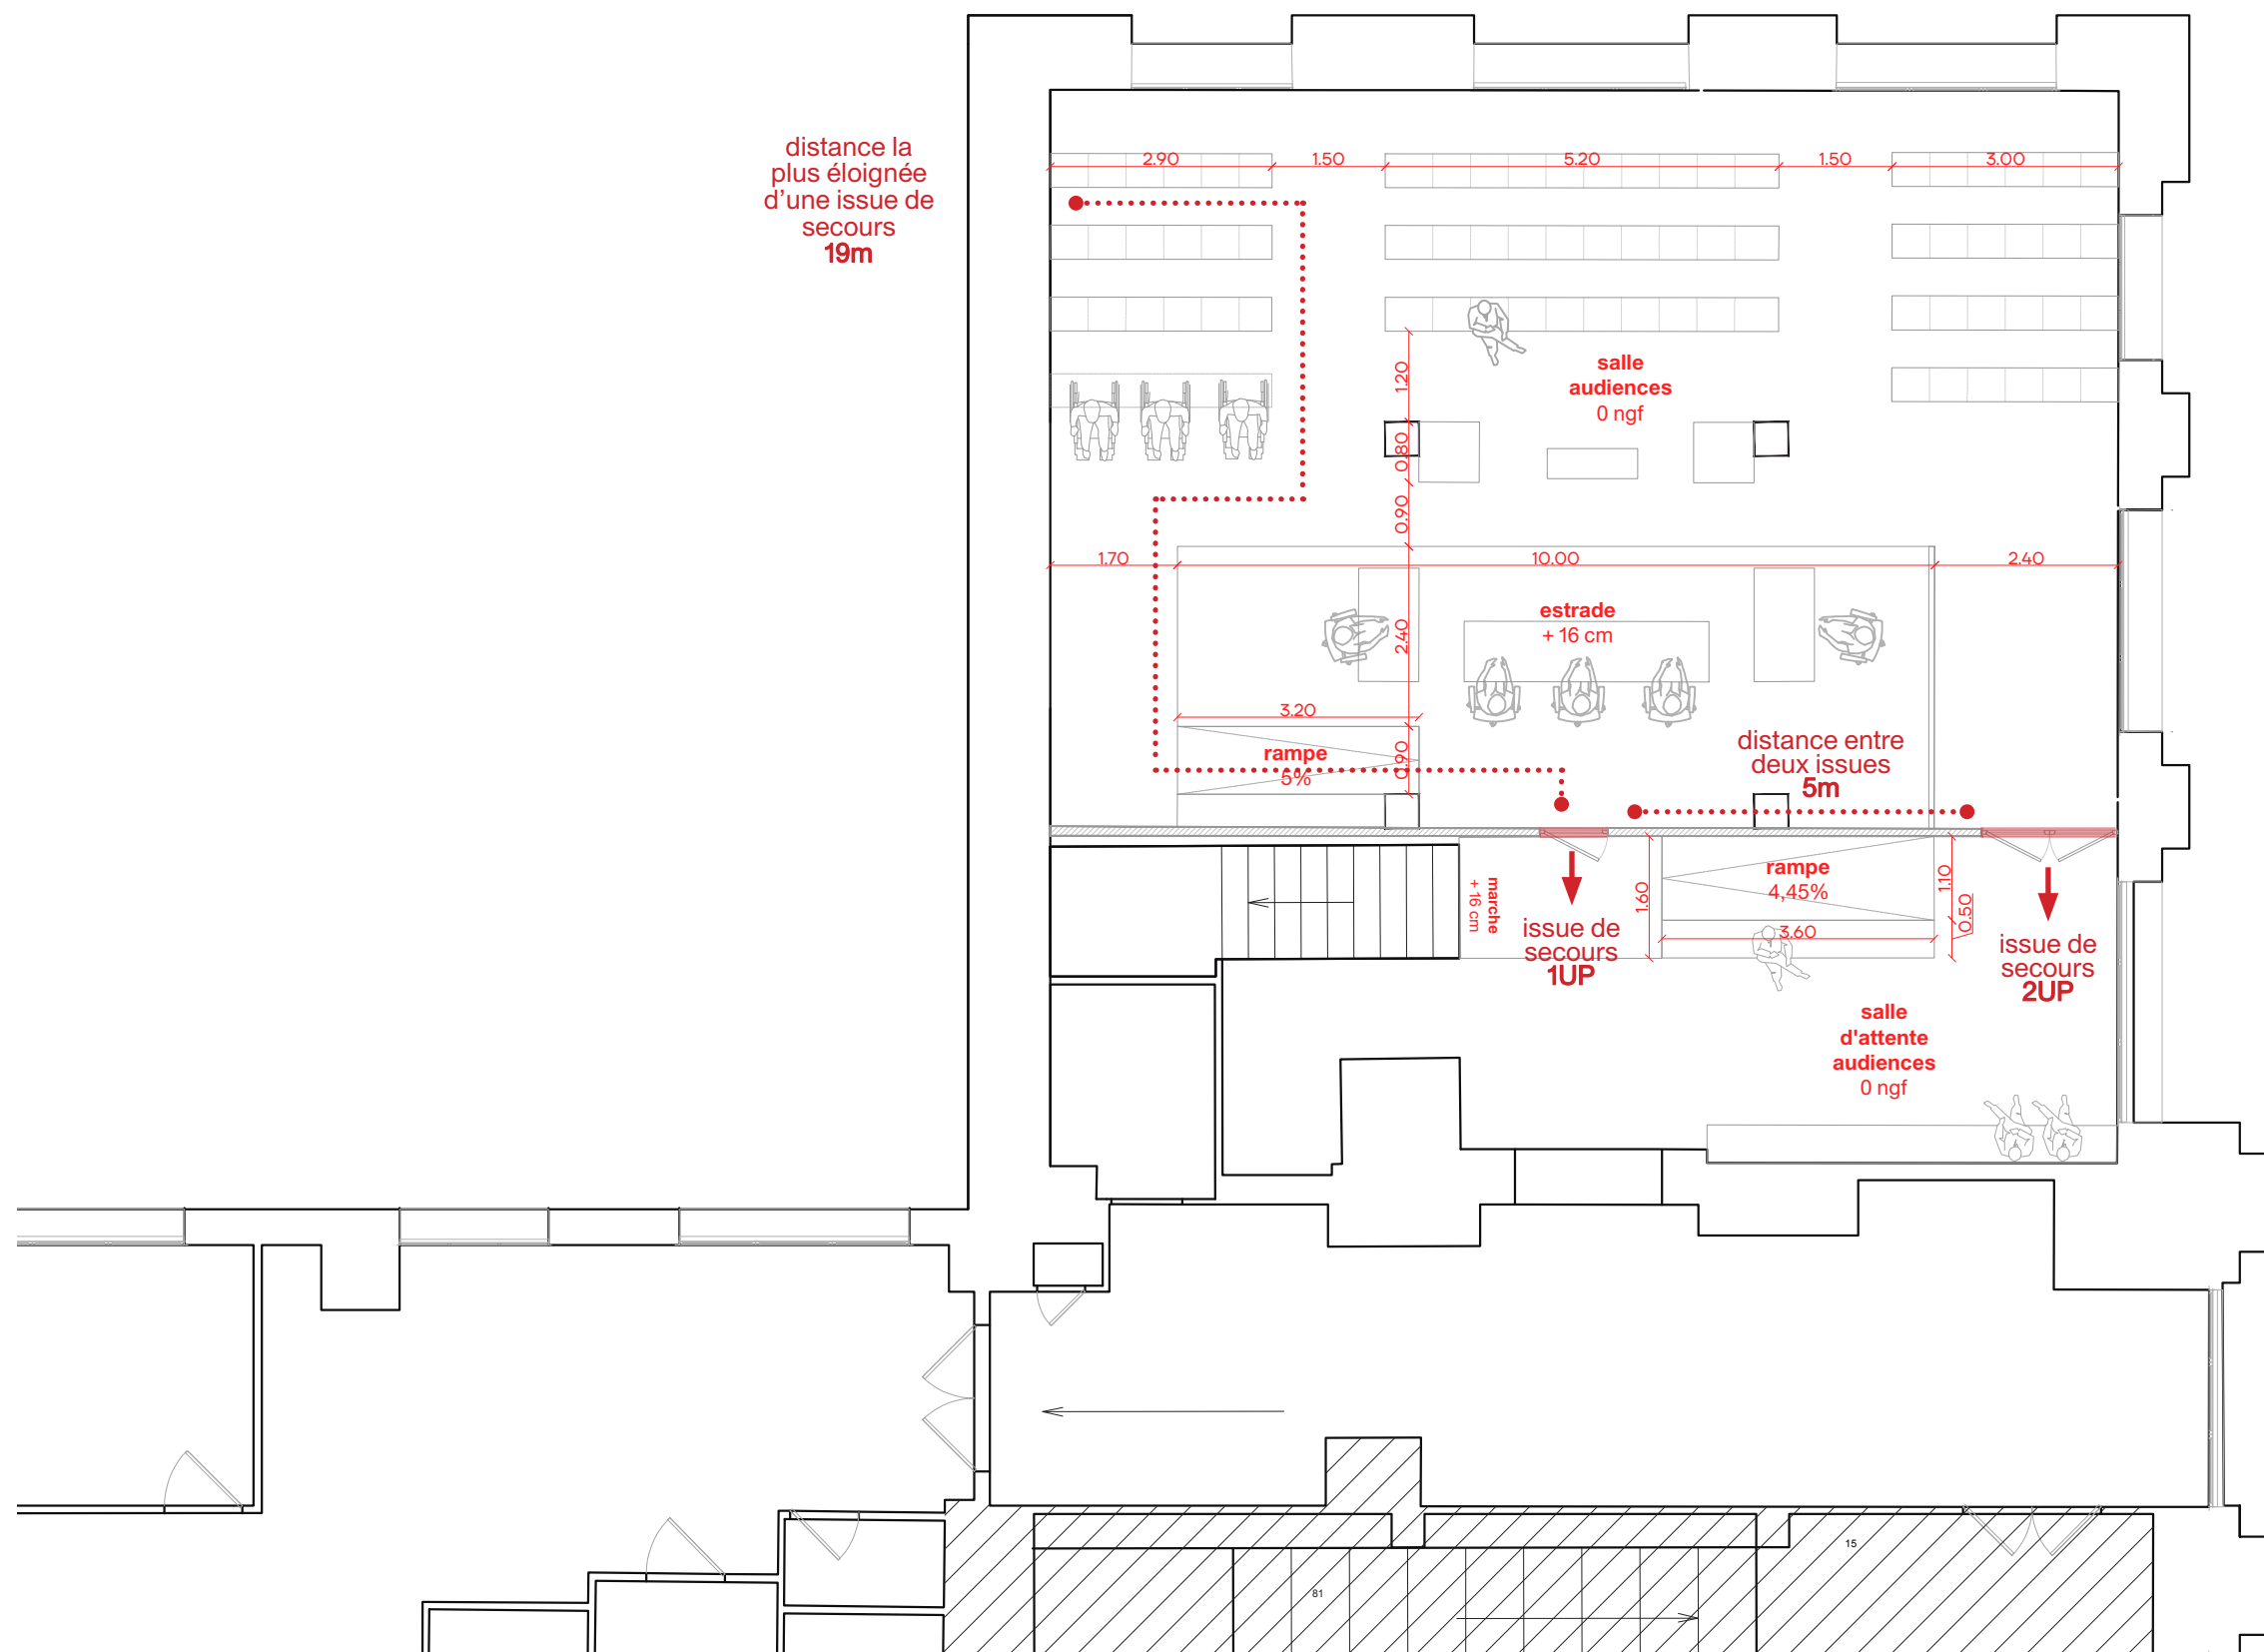 distance la
plus éloignée
d'une issue de
secours
19m
2.90
1.50
5.20
1.50
3.00
salle
audiences
0 ngf
1.20
0.80
0.90
1.70
10.00
2.40
estrade
+ 16 cm
2.40
3.20
rampe
5%
0.90
distance entre
deux issues
5m
marche
+ 16 cm
issue de
secours
1UP
1.60
rampe
4,45%
3.60
1.10
0.50
issue de
secours
2UP
salle
d'attente
audiences
0 ngf
15
81